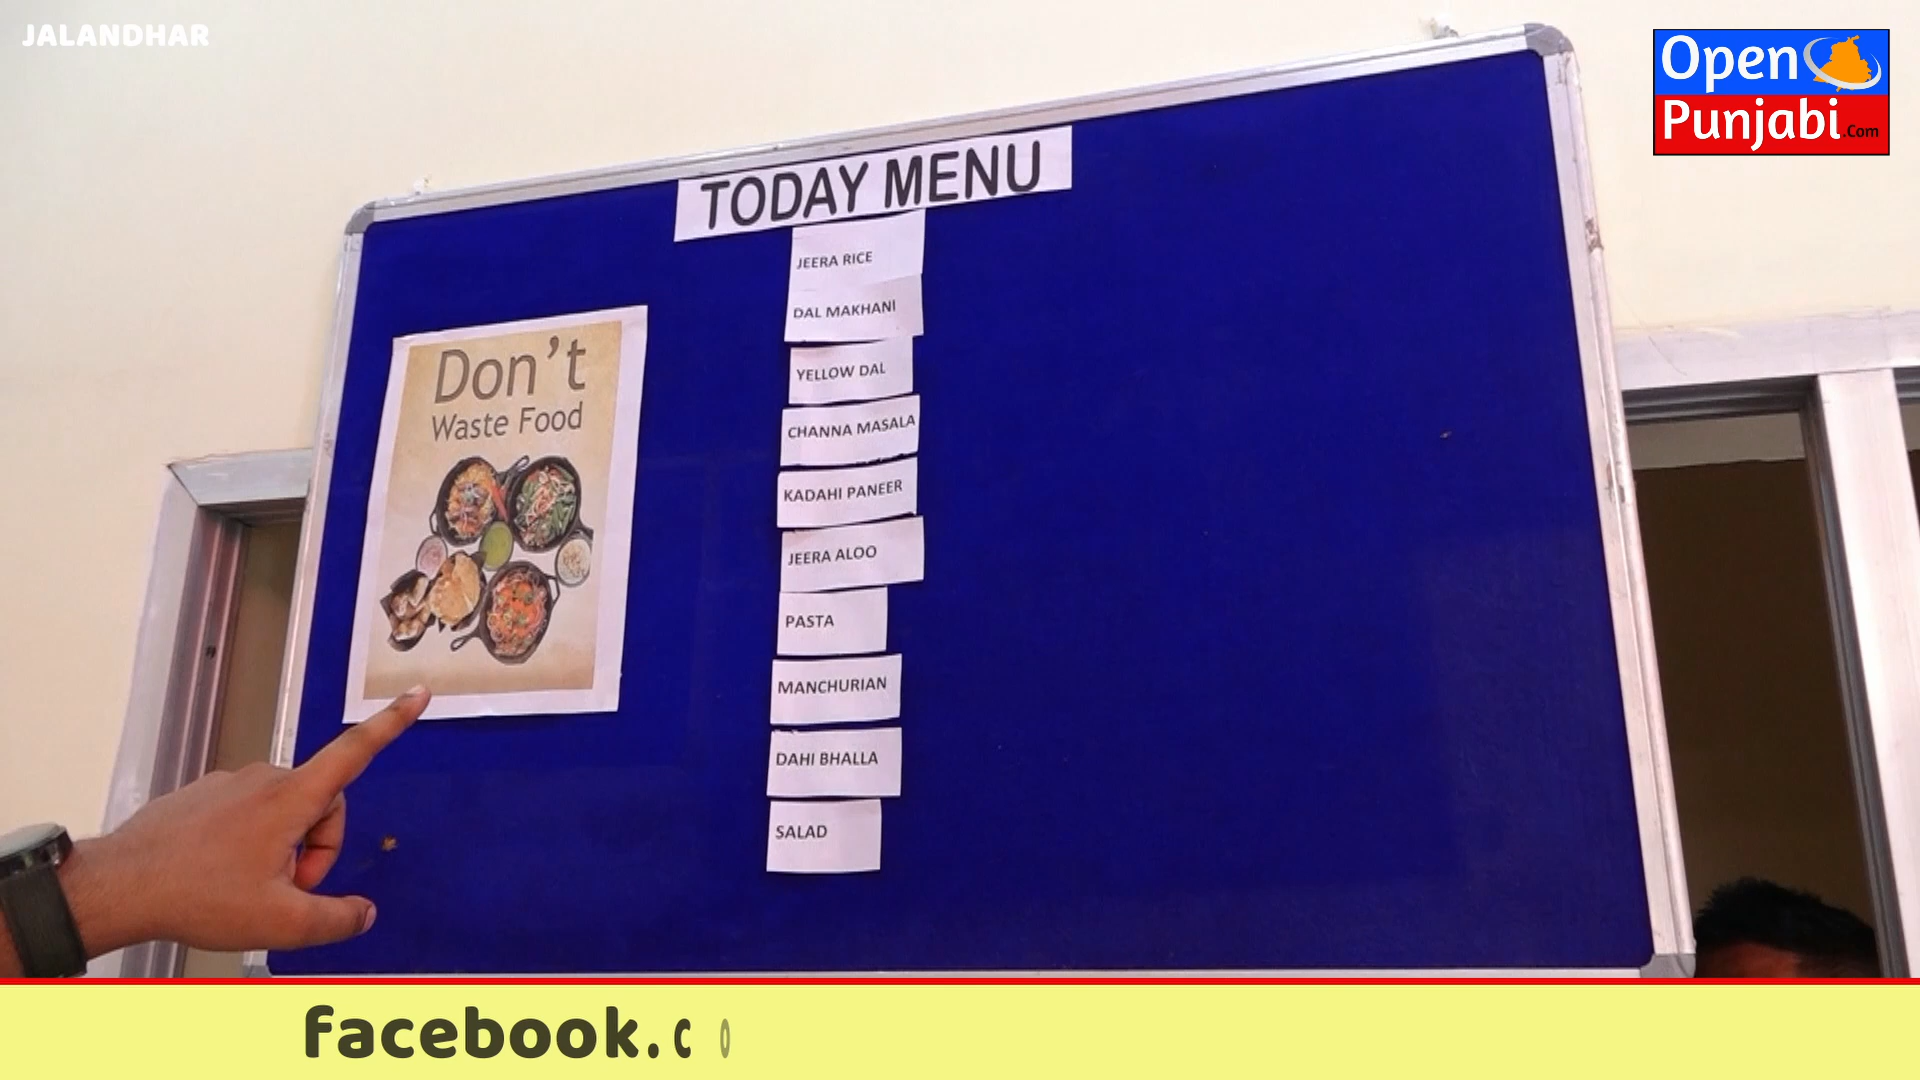 JALANDHAR
Open
Punjabi.Com
TODAY MENU
JEERA RICE
DAL MAKHANI
YELLOW DAL
CHANNA MASALA
KADAHI PANEER
JEERA ALOO
PASTA
MANCHURIAN
DAHI BHALLA
SALAD
Don't
Waste Food
facebook.co